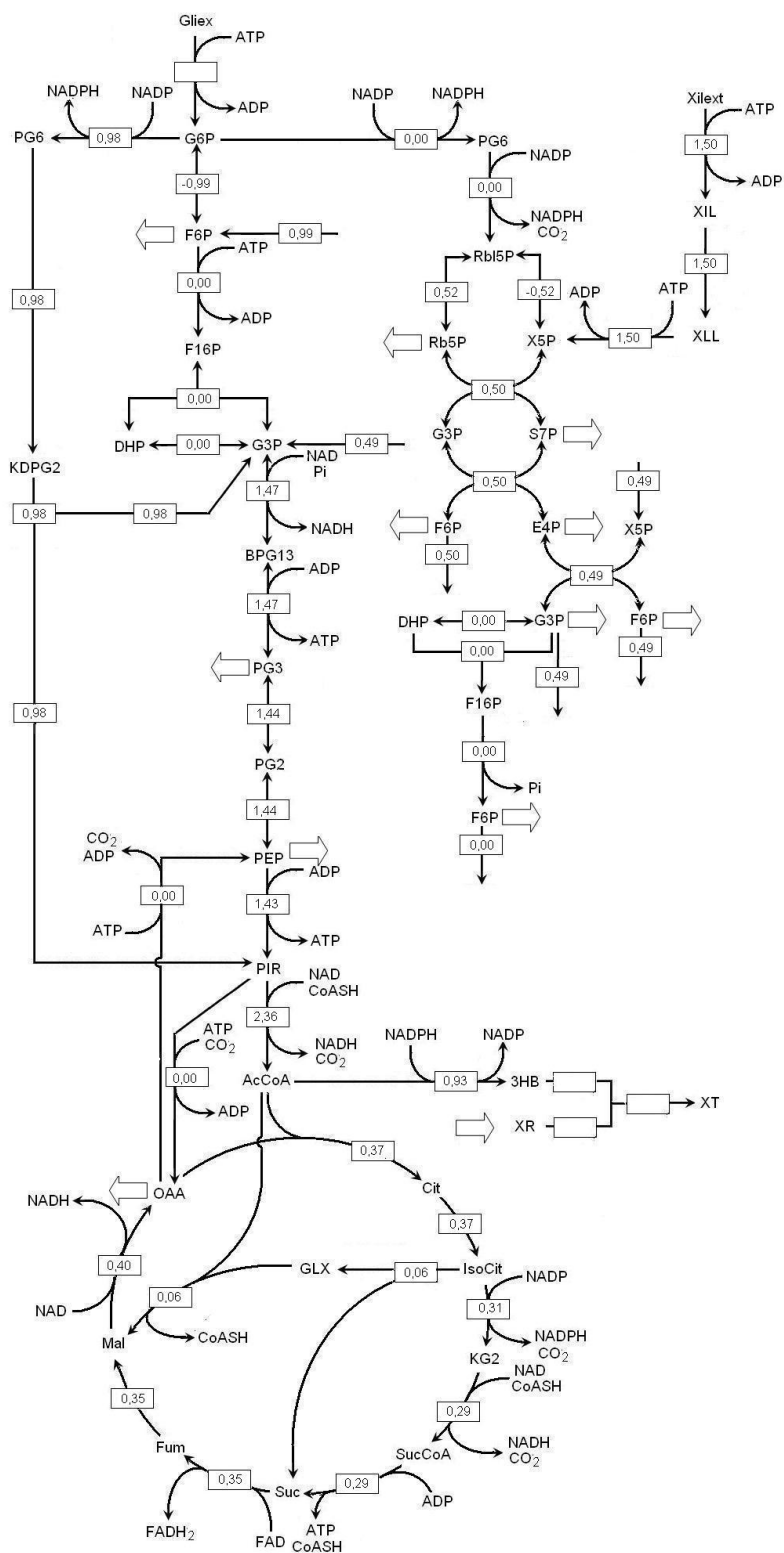 Gliex
ATP
ADP
NADPH
NADP
NADP
NADPH
Xilext
ATP
PG6
0,98
G6P
0,00
PG6
1,50
ADP
-0,99
NADP
0,00
NADPH
CO2
XIL
F6P
0,99
ATP
0,98
0,00
ADP
Rbl5P
1,50
0,52
-0,52
ADP
ATP
F16P
Rb5P
X5P
1,50
XLL
0,00
0,50
DHP
0,00
G3P
0,49
G3P
S7P
KDPG2
NAD
Pi
0,98
0,98
1,47
NADH
0,50
0,49
F6P
E4P
X5P
BPG13
ADP
0,50
1,47
ATP
0,49
DHP
0,00
G3P
F6P
PG3
0,00
0,49
0,49
0,98
1,44
F16P
PG2
0,00
Pi
1,44
F6P
CO2
ADP
PEP
ADP
0,00
0,00
1,43
ATP
ATP
PIR
NAD
CoASH
2,36
ATP
CO2
NADH
CO2
NADPH
NADP
0,00
AcCoA
0,93
3HB
ADP
XR
XT
0,37
NADH
OAA
Cit
0,37
0,40
GLX
0,06
IsoCit
NADP
NAD
0,06
0,31
Mal
CoASH
NADPH
CO2
KG2
NAD
CoASH
0,35
0,29
Fum
NADH
CO2
SucCoA
0,35
Suc
0,29
ADP
FADH2
FAD
ATP
CoASH